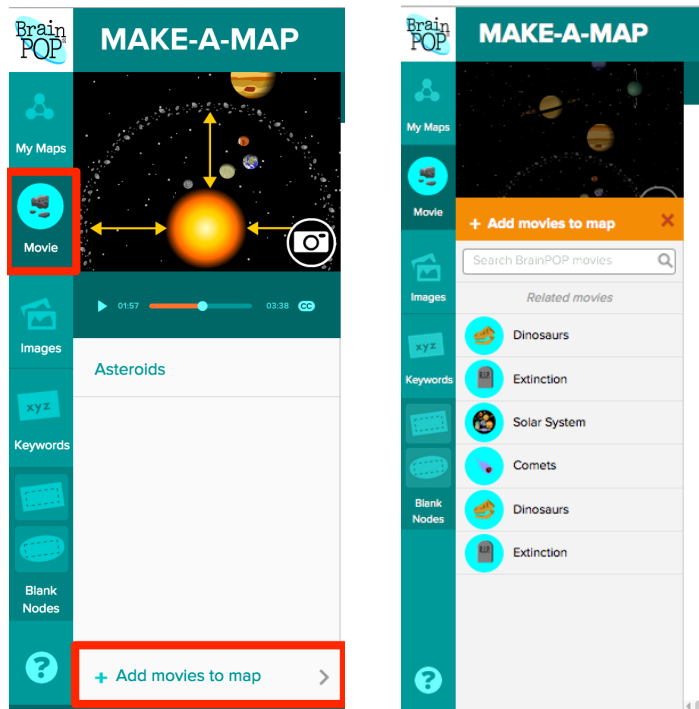 Brain
POP
MAKE-A-MAP
My Maps
Movie
Images
xyz
Keywords
Blank
Nodes
?
01:57
03:38
CC
Asteroids
+ Add movies to map
Brain
POP
MAKE-A-MAP
My Maps
Movie
Images
xyz
Keywords
Blank
Nodes
?
+ Add movies to map
Search BrainPOP movies
Related movies
Dinosaurs
Extinction
Solar System
Comets
Dinosaurs
Extinction